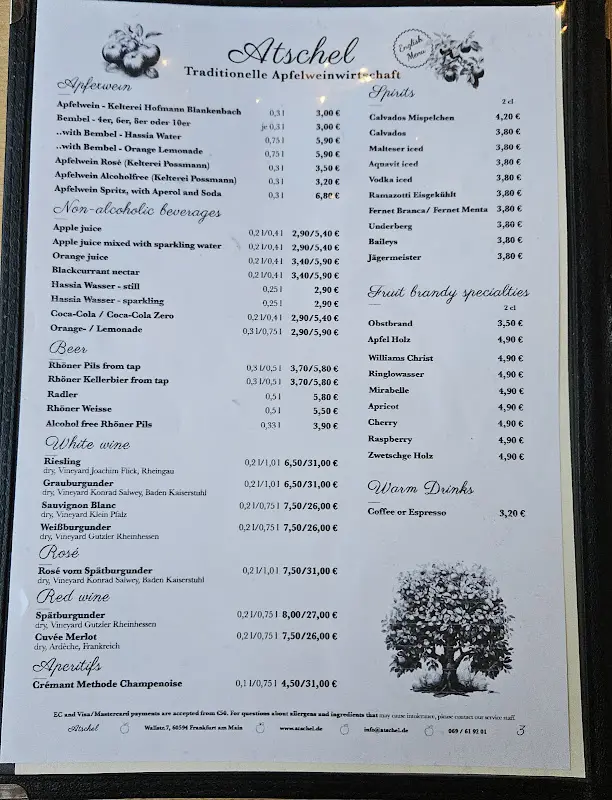 Atschel
Traditionelle Apfelweinwirtschaft
English
Menu
Apferwein
Apfelwein - Kelterei Hofmann Blankenbach 0,3 l 3,00 €
Bembel - 4er, 6er, 8er oder 10er je 0,3 l 3,00 €
..with Bembel - Hassia Water 0,75 l 5,90 €
..with Bembel - Orange Lemonade 0,75 l 5,90 €
Apfelwein Rosé (Kelterei Possmann) 0,3 l 3,50 €
Apfelwein Alcoholfree (Kelterei Possmann) 0,3 l 3,20 €
Apfelwein Spritz, with Aperol and Soda 0,3 l 6,80 €
Non-alcoholic beverages
Apple juice 0,2 l/0,4 l 2,90/5,40 €
Apple juice mixed with sparkling water 0,2 l/0,4 l 2,90/5,40 €
Orange juice 0,2 l/0,4 l 3,40/5,90 €
Blackcurrant nectar 0,2 l/0,4 l 3,40/5,90 €
Hassia Wasser - still 0,25 l 2,90 €
Hassia Wasser - sparkling 0,25 l 2,90 €
Coca-Cola / Coca-Cola Zero 0,2 l/0,4 l 2,90/5,40 €
Orange- / Lemonade 0,3 l/0,75 l 2,90/5,90 €
Beer
Rhöner Pils from tap 0,3 l/0,5 l 3,70/5,80 €
Rhöner Kellerbier from tap 0,3 l/0,5 l 3,70/5,80 €
Radler 0,5 l 5,80 €
Rhöner Weisse 0,5 l 5,50 €
Alcohol free Rhöner Pils 0,33 l 3,90 €
White wine
Riesling 0,2 l/1,0 l 6,50/31,00 €
dry, Vineyard Joachim Flick, Rheingau
Grauburgunder 0,2 l/1,0 l 6,50/31,00 €
dry, Vineyard Konrad Salwey, Baden Kaiserstuhl
Sauvignon Blanc 0,2 l/0,75 l 7,50/26,00 €
dry, Vineyard Klein Pfalz
Weißburgunder 0,2 l/0,75 l 7,50/26,00 €
dry, Vineyard Gutzler Rheinhessen
Rosé
Rosé vom Spätburgunder 0,2 l/1,0 l 7,50/31,00 €
dry, Vineyard Konrad Salwey, Baden Kaiserstuhl
Red wine
Spätburgunder 0,2 l/0,75 l 8,00/27,00 €
dry, Vineyard Gutzler Rheinhessen
Cuvée Merlot 0,2 l/0,75 l 7,50/26,00 €
dry, Ardèche, Frankreich
Aperitifs
Crémant Methode Champenoise 0,1 l/0,75 l 4,50/31,00 €
Spirits
2 cl
Calvados Mispelchen 4,20 €
Calvados 3,80 €
Malteser iced 3,80 €
Aquavit iced 3,80 €
Vodka iced 3,80 €
Ramazotti Eisgekühlt 3,80 €
Fernet Branca/ Fernet Menta 3,80 €
Underberg 3,80 €
Baileys 3,80 €
Jägermeister 3,80 €
Fruit brandy specialties
2 cl
Obstbrand 3,50 €
Apfel Holz 4,90 €
Williams Christ 4,90 €
Ringlowasser 4,90 €
Mirabelle 4,90 €
Apricot 4,90 €
Cherry 4,90 €
Raspberry 4,90 €
Zwetschge Holz 4,90 €
Warm Drinks
Coffee or Espresso 3,20 €
EC and Visa/Mastercard payments are accepted from €50. For questions about allergens and ingredients that may cause intolerance, please contact our service staff.
Atschel Wallstr.7, 60594 Frankfurt am Main www.atschel.de info@atschel.de 069 / 61 92 01 3